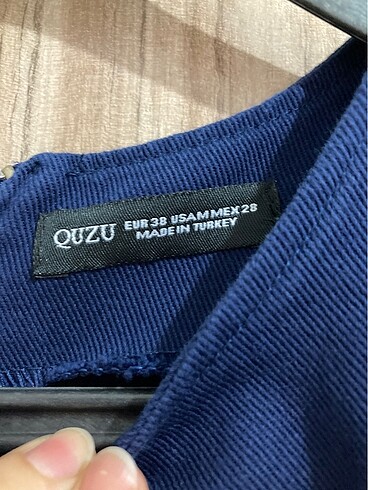 QUZU
EUR 38 USA M MEX 28
MADE IN TURKEY